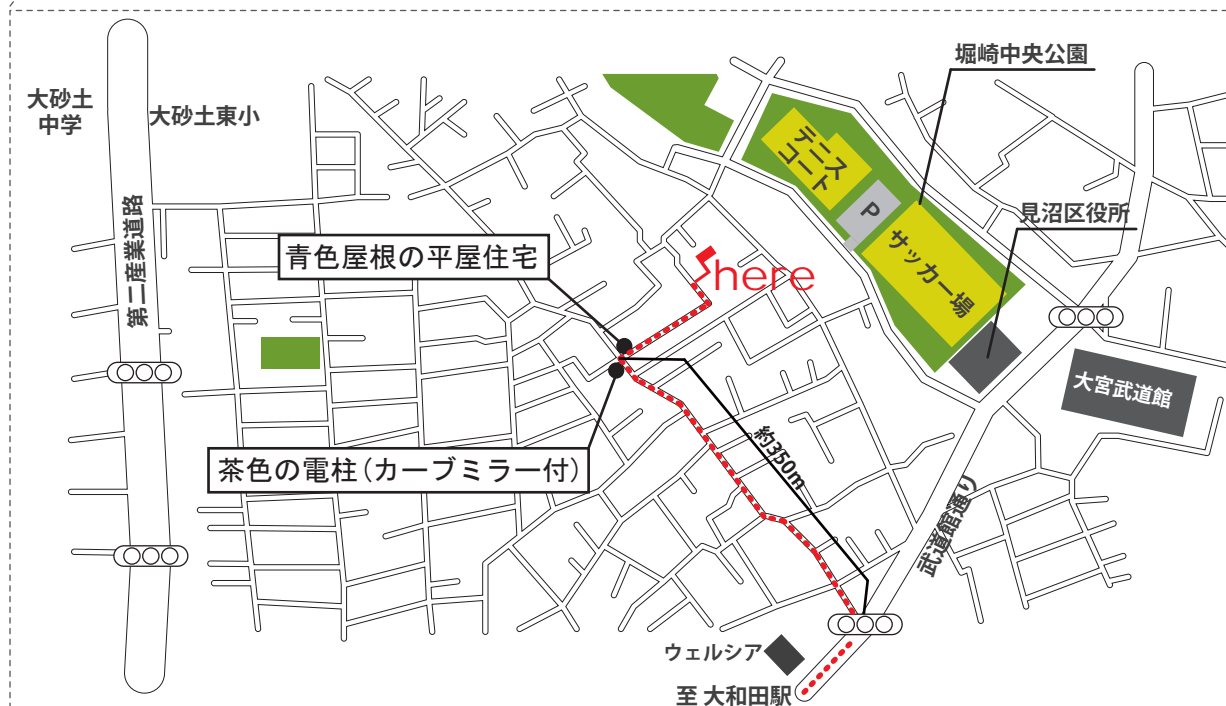 堀崎中央公園
大砂土
中学
大砂土東小
テニス
コート
P
見沼区役所
サッカー場
青色屋根の平屋住宅
here
第二産業道路
大宮武道館
茶色の電柱(カーブミラー付)
約350m
武道館通り
ウェルシア
至 大和田駅